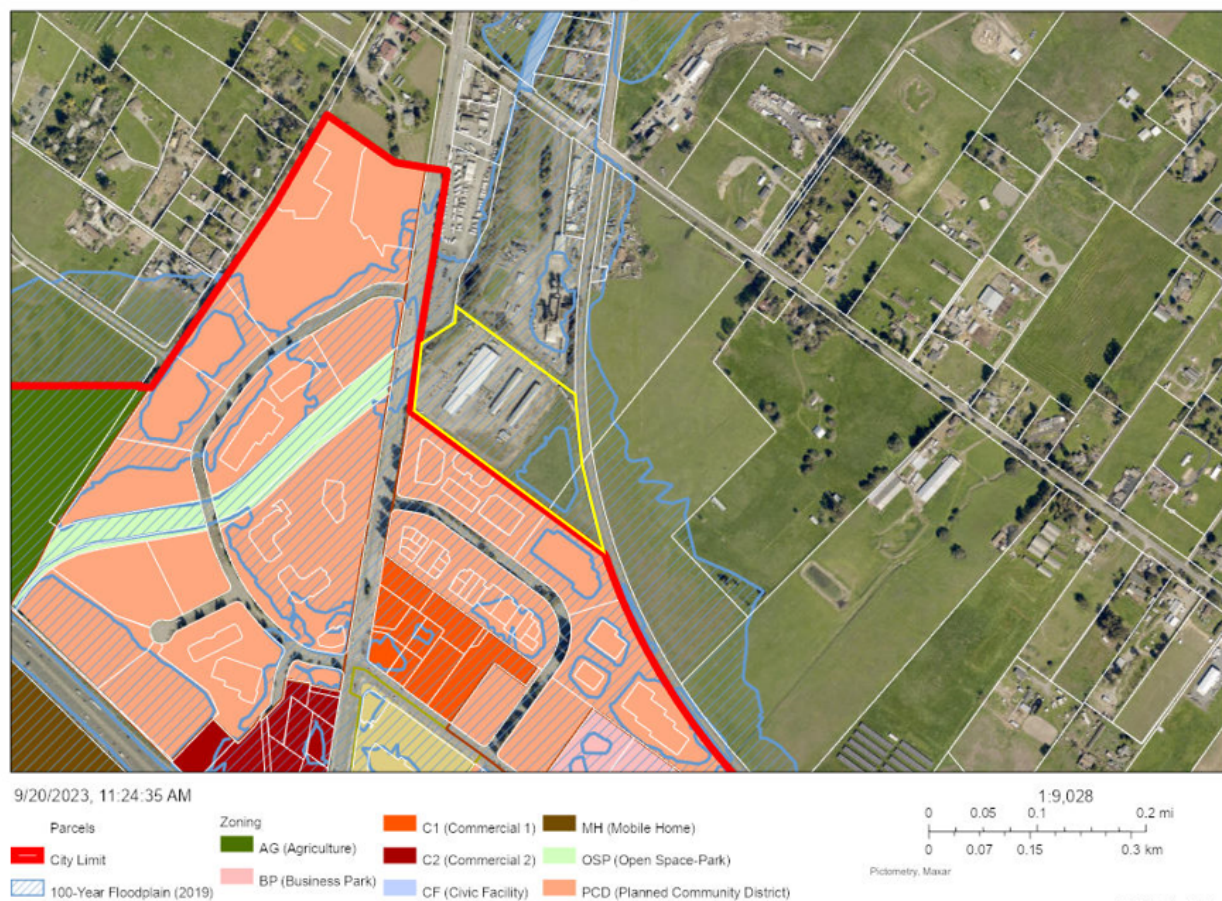 9/20/2023, 11:24:35 AM
Parcels
City Limit
100-Year Floodplain (2019)
Zoning
AG (Agriculture)
BP (Business Park)
C1 (Commercial 1)
C2 (Commercial 2)
CF (Civic Facility)
MH (Mobile Home)
OSP (Open Space-Park)
PCD (Planned Community District)
1:9,028
0 0.05 0.1 0.2 mi
0 0.07 0.15 0.3 km
Pictometry, Maxar